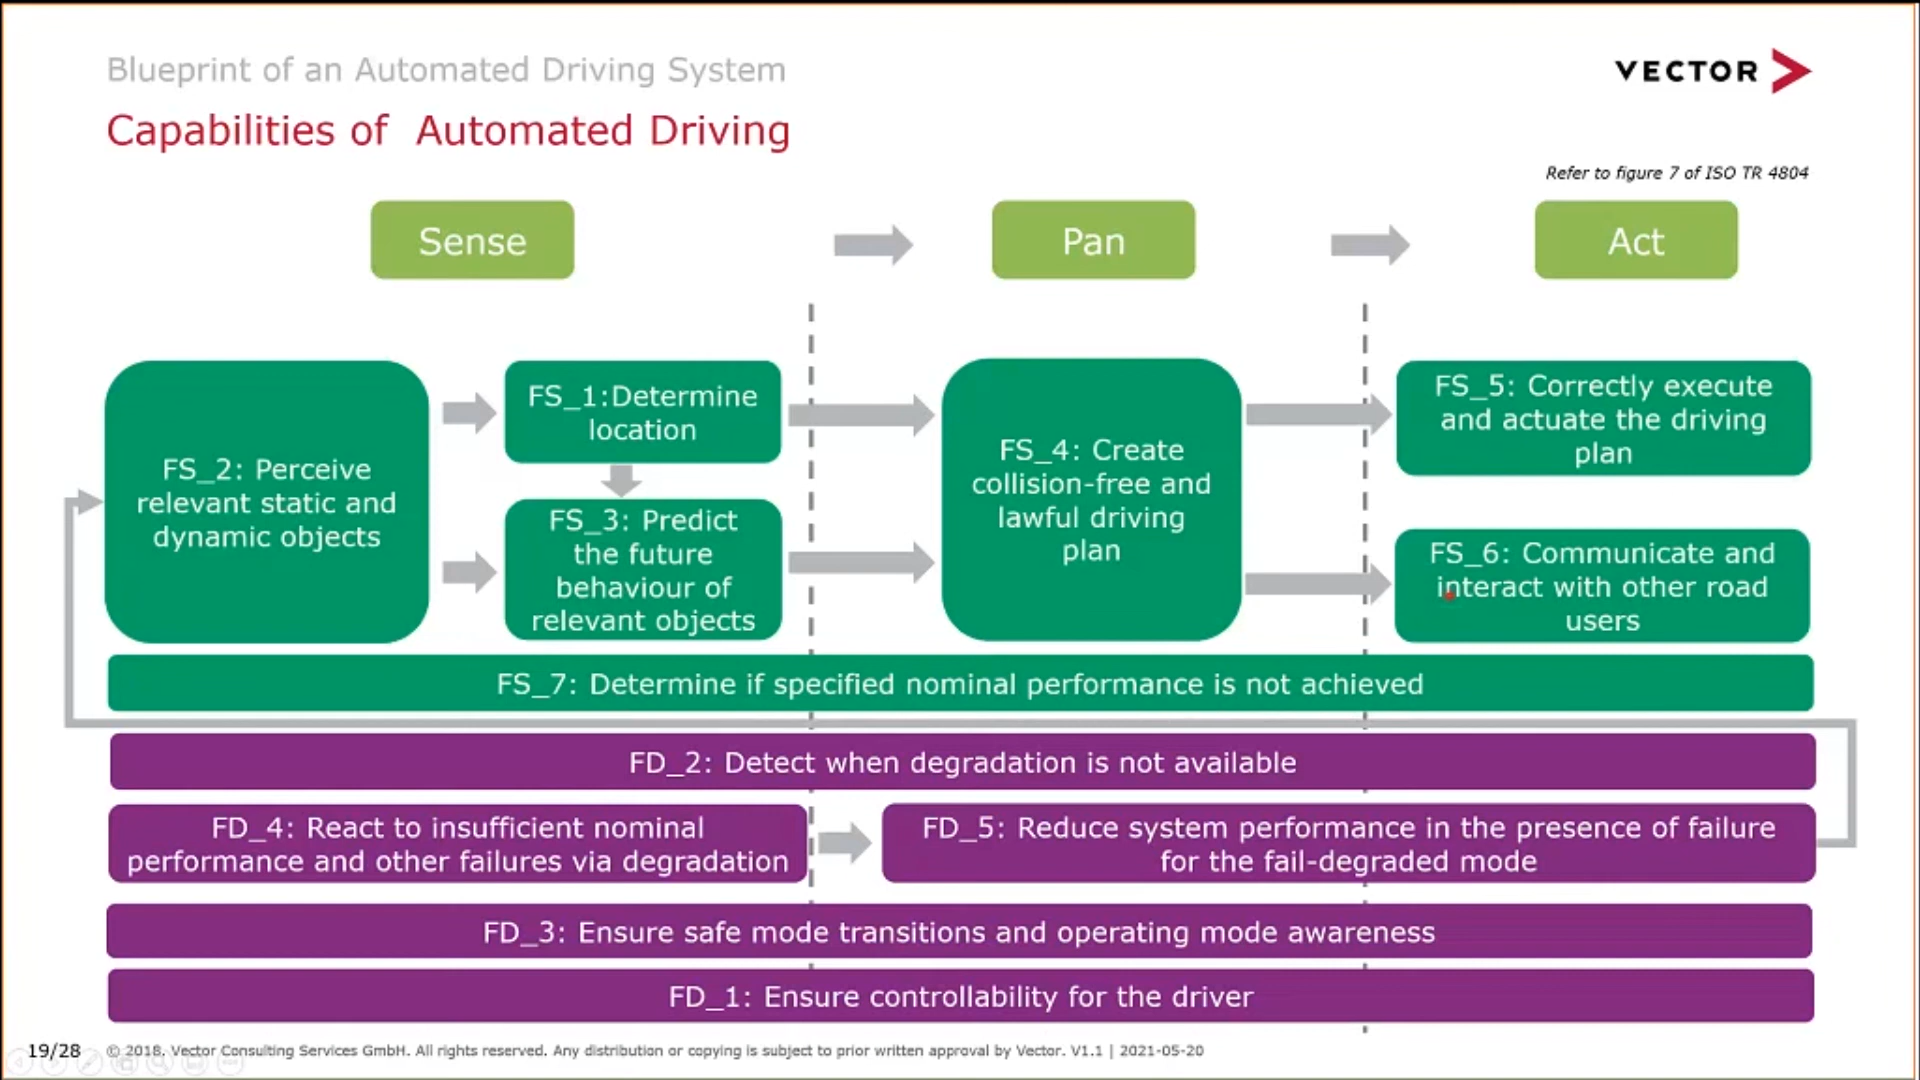 Blueprint of an Automated Driving System
VECTOR
Capabilities of Automated Driving
Refer to figure 7 of ISO TR 4804
Sense
Pan
Act
FS_2: Perceive
relevant static and
dynamic objects
FS_1:Determine
location
FS_3: Predict
the future
behaviour of
relevant objects
FS_4: Create
collision-free and
lawful driving
plan
FS_5: Correctly execute
and actuate the driving
plan
FS_6: Communicate and
interact with other road
users
FS_7: Determine if specified nominal performance is not achieved
FD_2: Detect when degradation is not available
FD_4: React to insufficient nominal
performance and other failures via degradation
FD_5: Reduce system performance in the presence of failure
for the fail-degraded mode
FD_3: Ensure safe mode transitions and operating mode awareness
FD_1: Ensure controllability for the driver
19/28
© 2018. Vector Consulting Services GmbH. All rights reserved. Any distribution or copying is subject to prior written approval by Vector. V1.1 | 2021-05-20